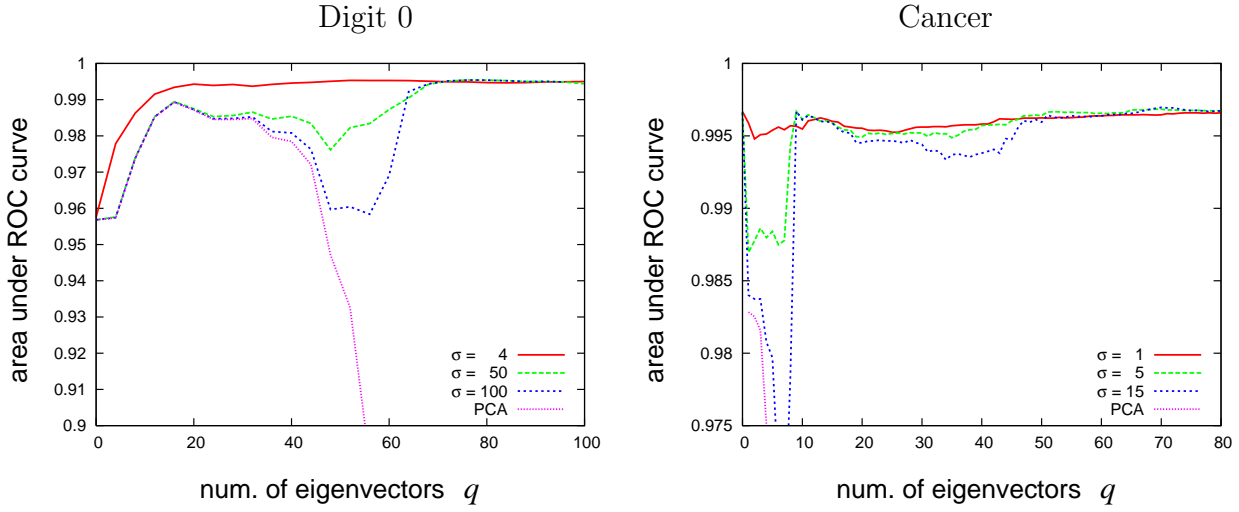 Digit 0
1
0.99
0.98
0.97
0.96
0.95
0.94
0.93
0.92
0.91
0.9
0 20 40 60 80 100
area under ROC curve
num. of eigenvectors q
σ = 4
σ = 50
σ = 100
PCA
Cancer
1
0.995
0.99
0.985
0.98
0.975
0 10 20 30 40 50 60 70 80
area under ROC curve
num. of eigenvectors q
σ = 1
σ = 5
σ = 15
PCA